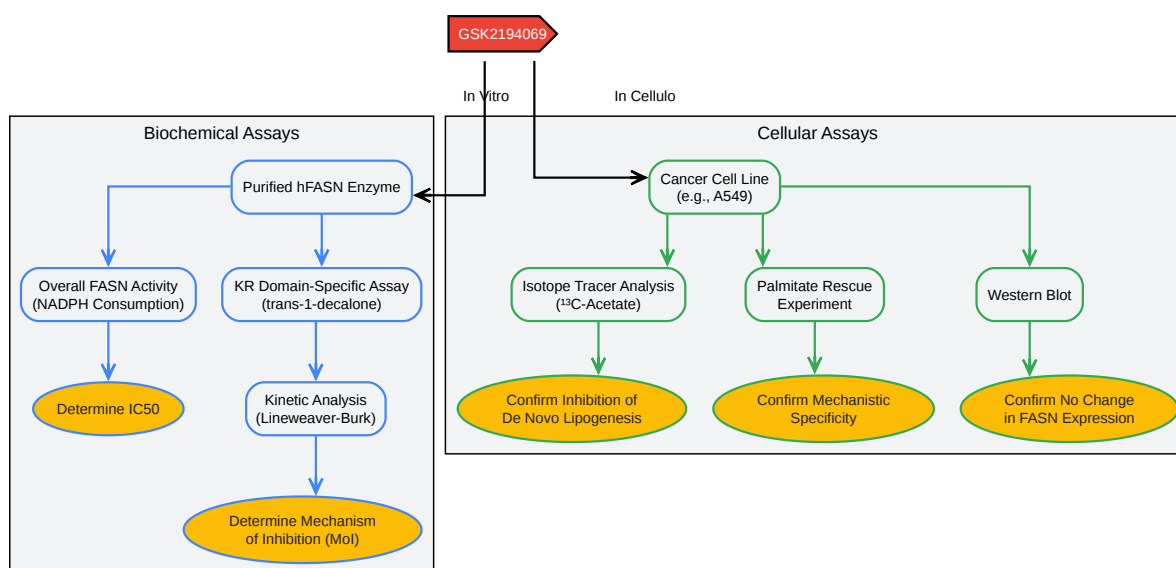 GSK2194069
In Vitro
In Cellulo
Biochemical Assays
Cellular Assays
Purified hFASN Enzyme
Cancer Cell Line
(e.g., A549)
Overall FASN Activity
(NADPH Consumption)
KR Domain-Specific Assay
(trans-1-decalone)
Isotope Tracer Analysis
(¹³C-Acetate)
Palmitate Rescue
Experiment
Western Blot
Determine IC50
Kinetic Analysis
(Lineweaver-Burk)
Confirm Inhibition of
De Novo Lipogenesis
Confirm Mechanistic
Specificity
Confirm No Change
in FASN Expression
Determine Mechanism
of Inhibition (MoI)